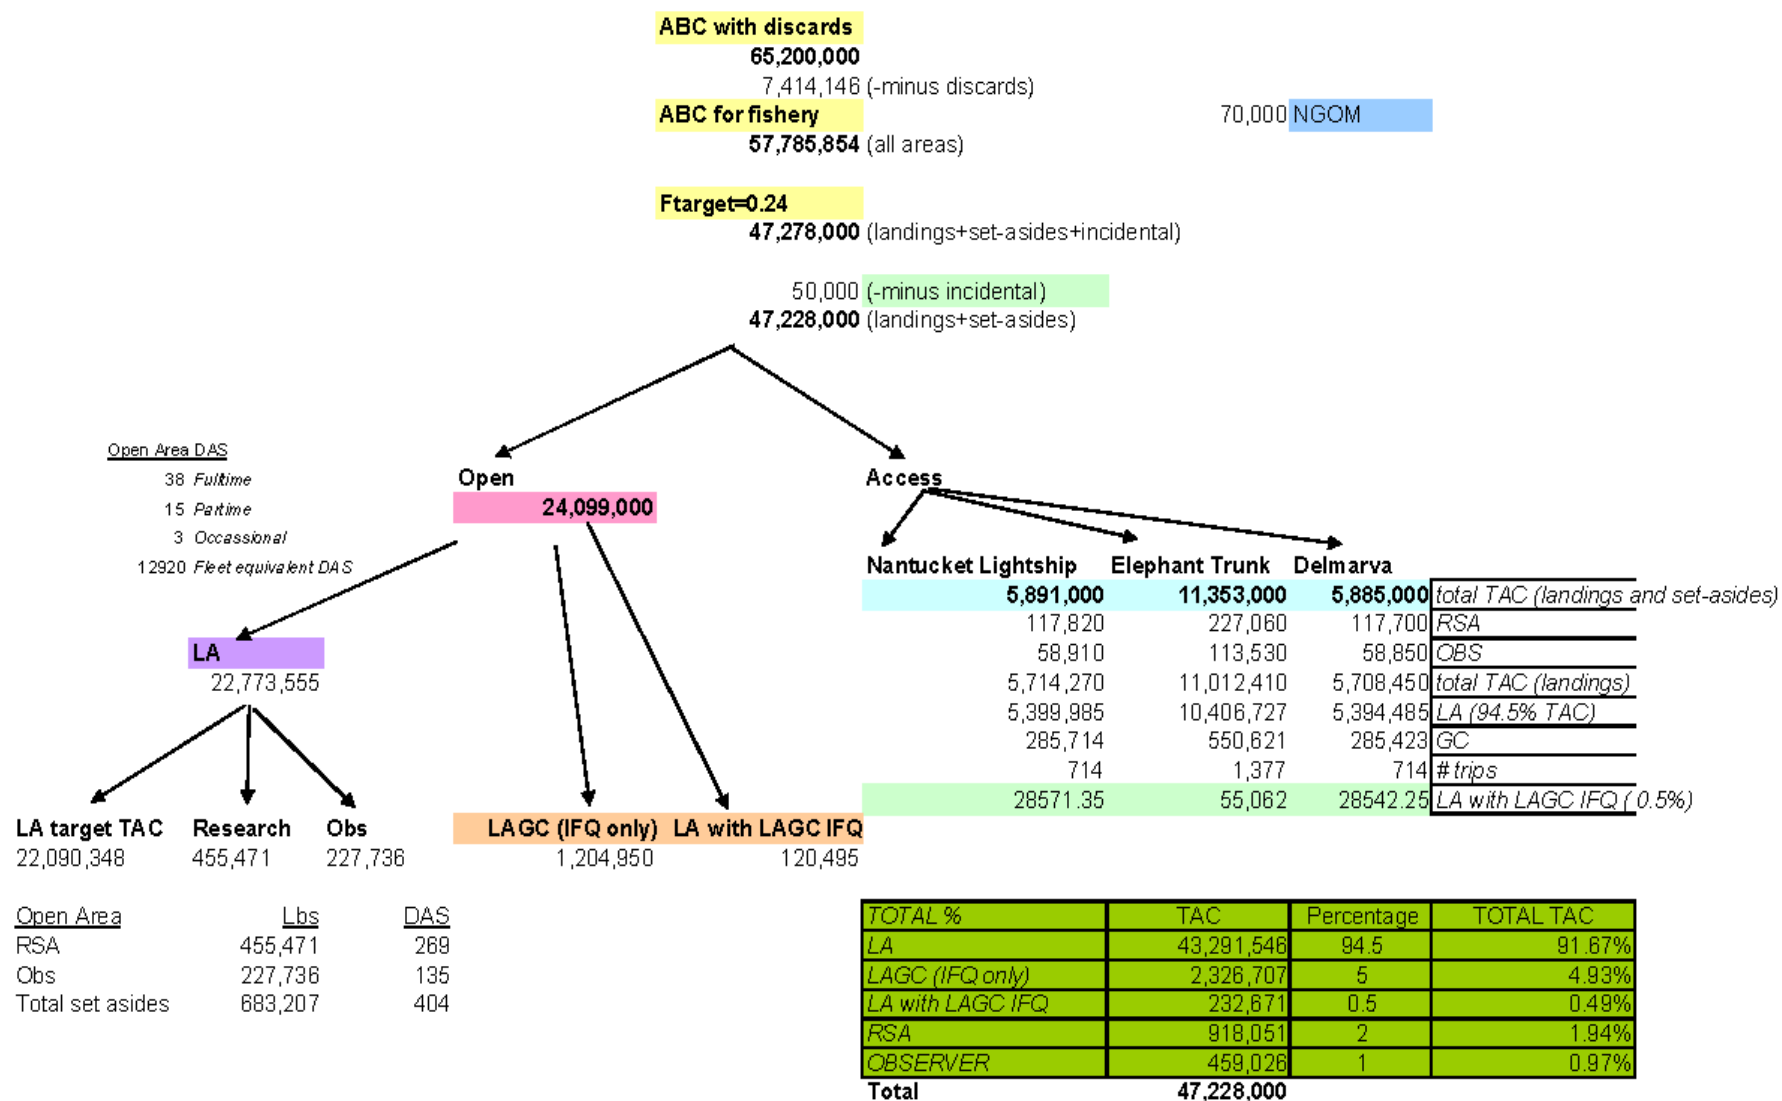 ABC with discards
65,200,000
7,414,146 (-minus discards)
ABC for fishery
70,000 NGOM
57,785,854 (all areas)
Ftarget=0.24
47,278,000 (landings+set-asides+incidental)
50,000 (-minus incidental)
47,228,000 (landings+set-asides)
Open Area DAS
38 Fulltime
15 Partime
3 Occassional
12920 Fleet equivalent DAS
Open
24,099,000
Access
Nantucket Lightship Elephant Trunk Delmarva
5,891,000 11,353,000 5,885,000 total TAC (landings and set-asides)
117,820 227,060 117,700 RSA
58,910 113,530 58,850 OBS
5,714,270 11,012,410 5,708,450 total TAC (landings)
5,399,985 10,406,727 5,394,485 LA (94.5% TAC)
285,714 550,621 285,423 GC
714 1,377 714 # trips
28571.35 55,062 28542.25 LA with LAGC IFQ ( 0.5%)
LA
22,773,555
LA target TAC Research Obs
22,090,348 455,471 227,736
LAGC (IFQ only) LA with LAGC IFQ
1,204,950 120,495
Open Area Lbs DAS
RSA 455,471 269
Obs 227,736 135
Total set asides 683,207 404
TOTAL % TAC Percentage TOTAL TAC
LA 43,291,546 94.5 91.67%
LAGC (IFQ only) 2,326,707 5 4.93%
LA with LAGC IFQ 232,671 0.5 0.49%
RSA 918,051 2 1.94%
OBSERVER 459,026 1 0.97%
Total 47,228,000